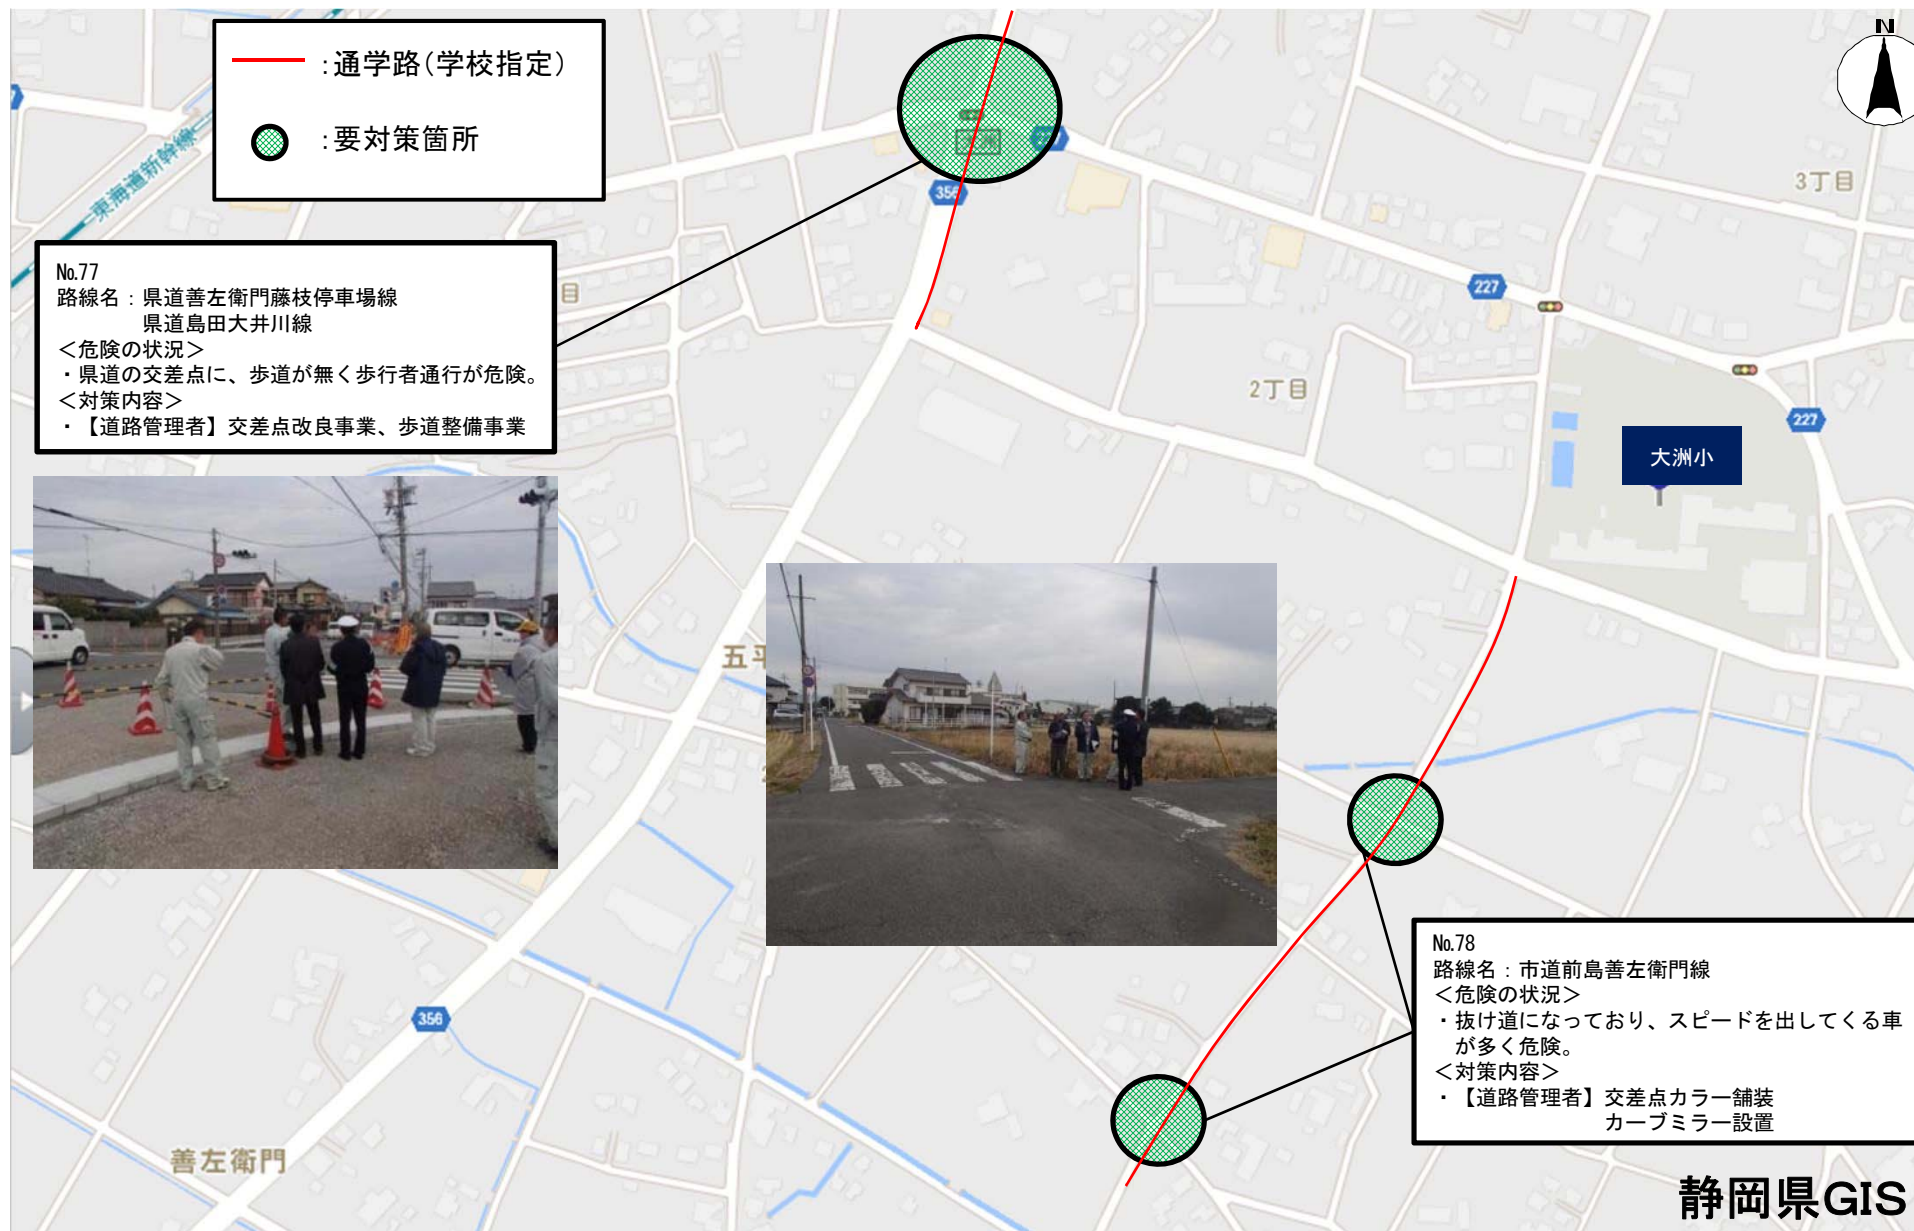 :通学路(学校指定)
:要対策箇所
N
東海道新幹線
大洲
356
3丁目
No.77
路線名：県道善左衛門藤枝停車場線
県道島田大井川線
＜危険の状況＞
・県道の交差点に、歩道が無く歩行者通行が危険。
＜対策内容＞
・【道路管理者】交差点改良事業、歩道整備事業
目
227
2丁目
227
大洲小
五平
No.78
路線名：市道前島善左衛門線
＜危険の状況＞
・抜け道になっており、スピードを出してくる車
が多く危険。
＜対策内容＞
・【道路管理者】交差点カラー舗装
カーブミラー設置
356
善左衛門
静岡県GIS